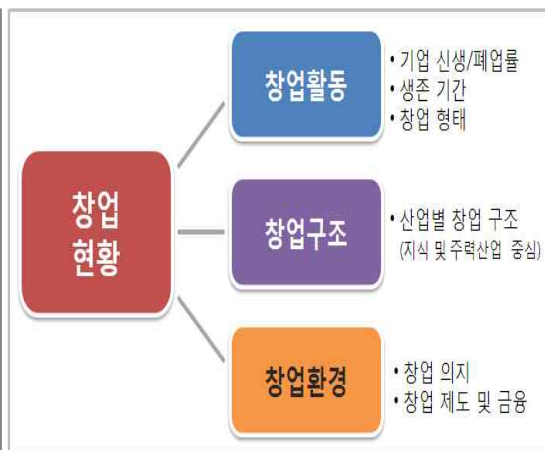 창업
현황
창업활동
• 기업 신생/폐업률
• 생존 기간
• 창업 형태
창업구조
• 산업별 창업 구조
(지식 및 주력산업 중심)
창업환경
• 창업 의지
• 창업 제도 및 금융